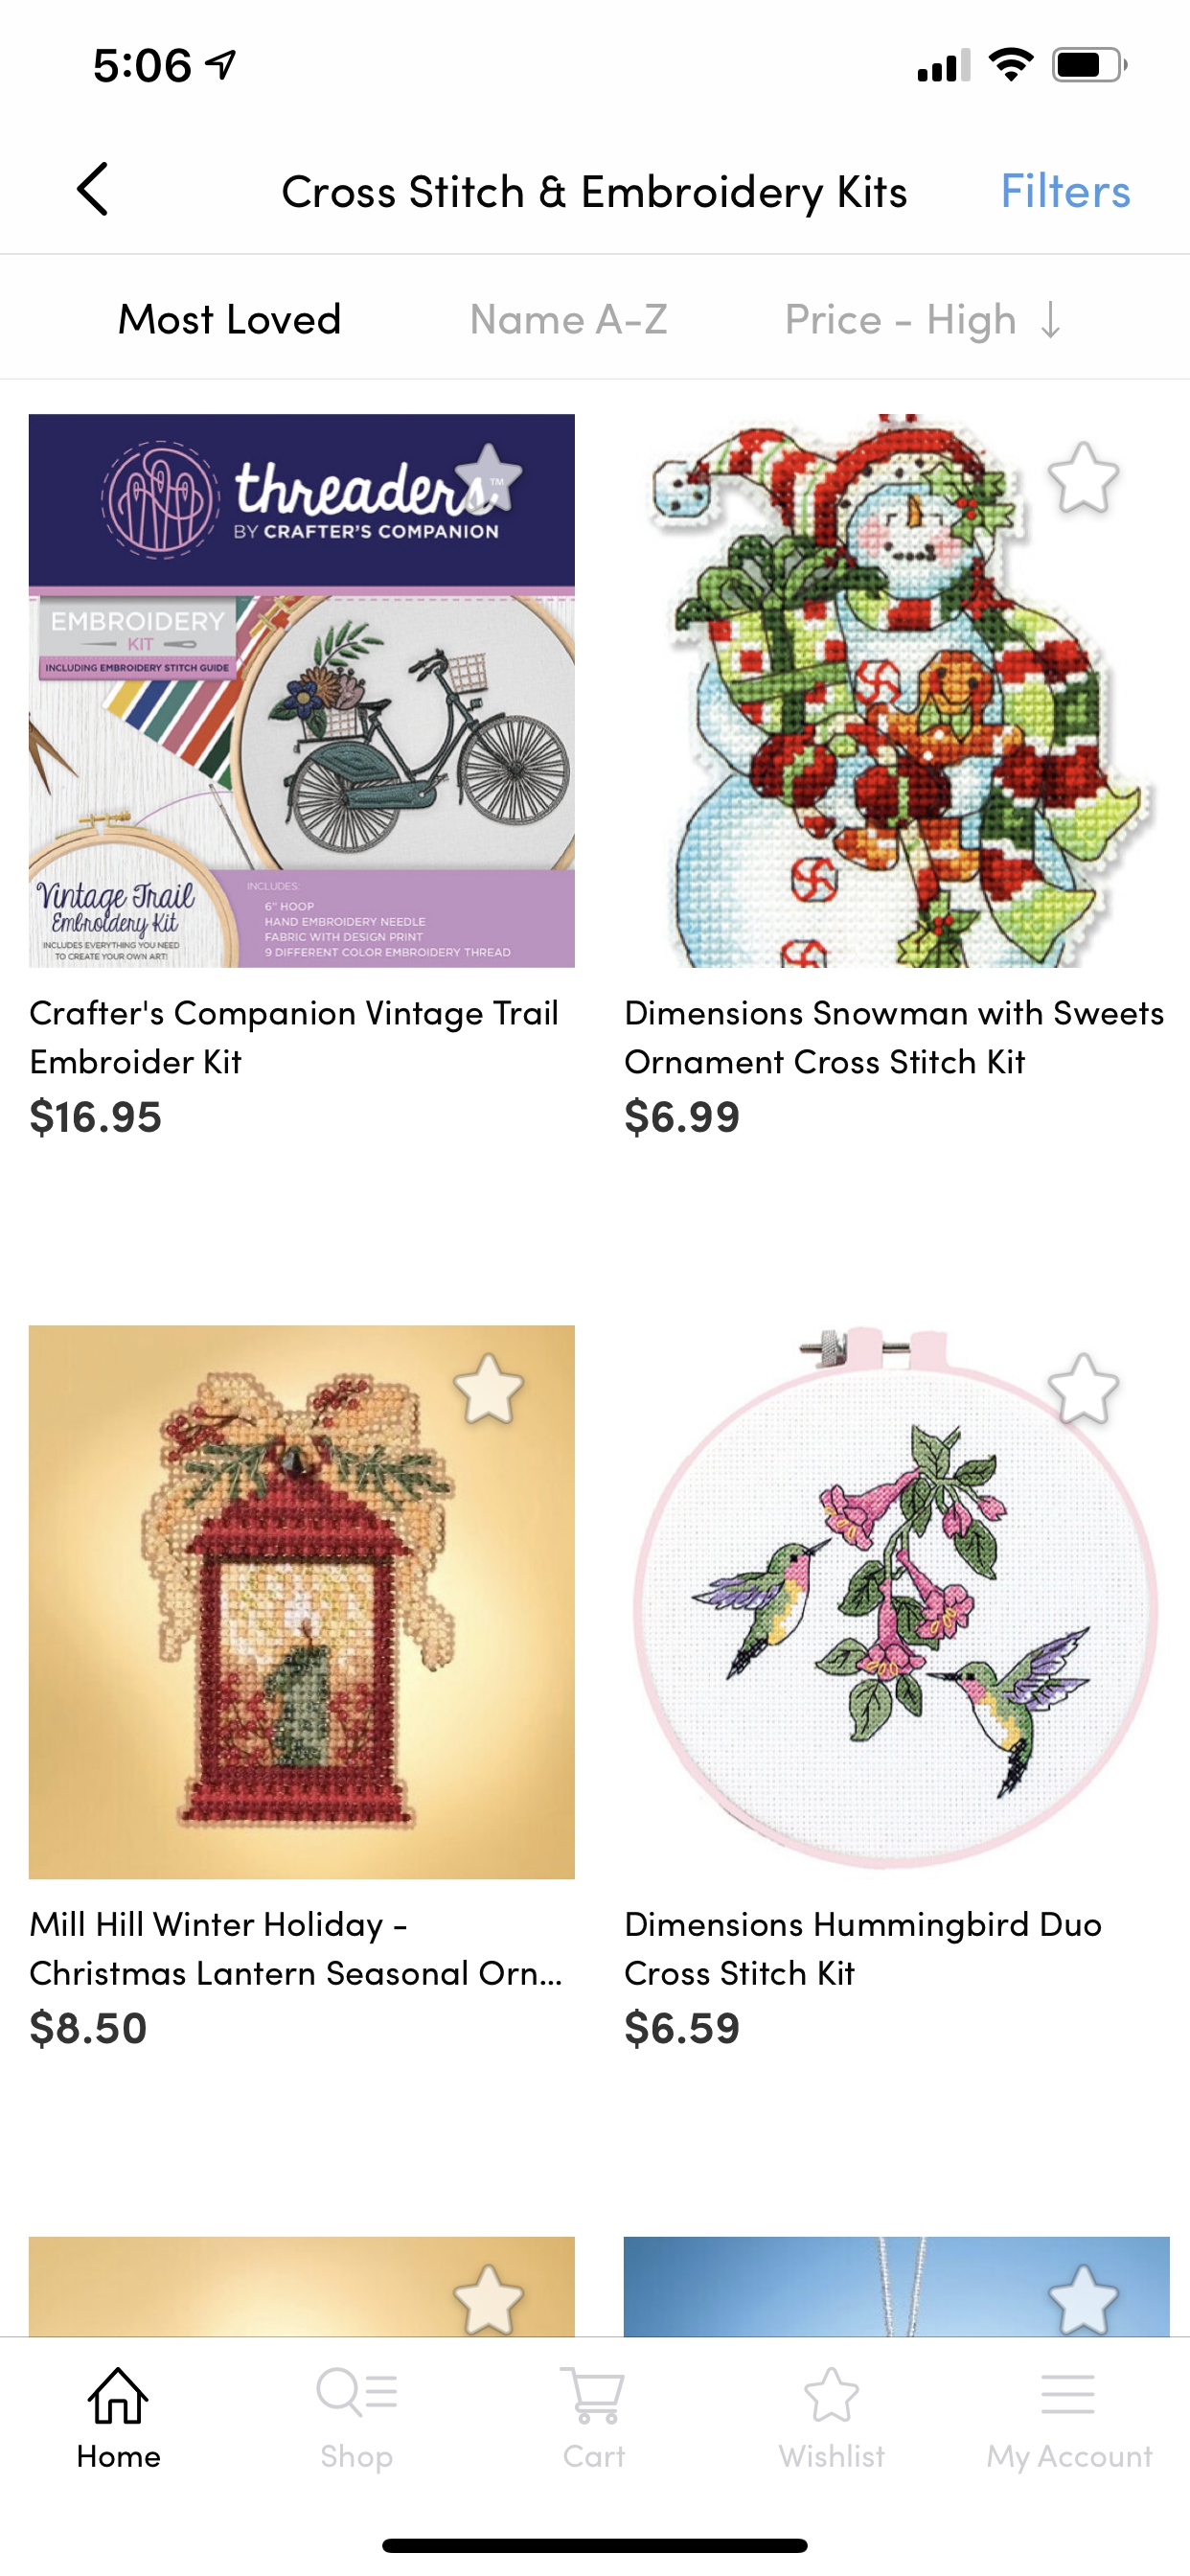 5:06
Cross Stitch & Embroidery Kits
Filters
Most Loved
Name A-Z
Price - High ↓
threaders™
BY CRAFTER'S COMPANION
EMBROIDERY
KIT
INCLUDING EMBROIDERY STITCH GUIDE
Vintage Trail
Embroidery Kit
INCLUDES EVERYTHING YOU NEED
TO CREATE YOUR OWN ART!
INCLUDES:
6" HOOP
HAND EMBROIDERY NEEDLE
FABRIC WITH DESIGN PRINT
9 DIFFERENT COLOR EMBROIDERY THREAD
Crafter's Companion Vintage Trail
Embroider Kit
$16.95
Dimensions Snowman with Sweets
Ornament Cross Stitch Kit
$6.99
Mill Hill Winter Holiday -
Christmas Lantern Seasonal Orn...
$8.50
Dimensions Hummingbird Duo
Cross Stitch Kit
$6.59
Home
Shop
Cart
Wishlist
My Account